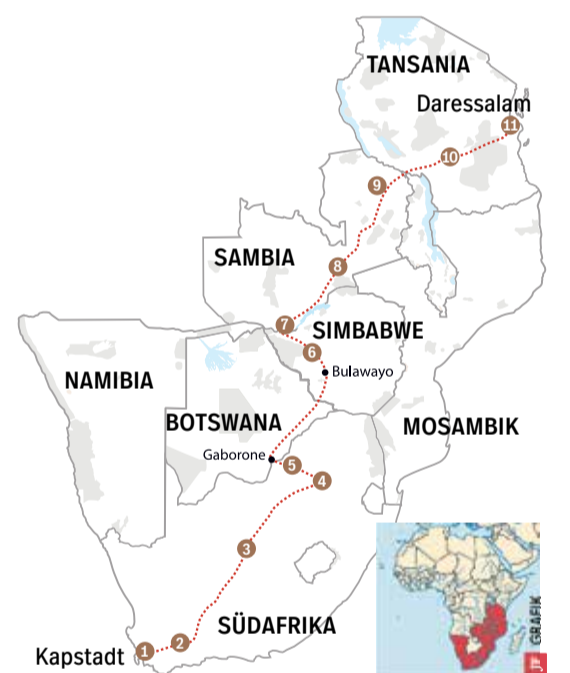 TANSANIA
Daressalam
11
10
9
SAMBIA
8
7
SIMBABWE
6
Bulawayo
NAMIBIA
BOTSWANA
MOSAMBIK
Gaborone
5
4
3
SÜDAFRIKA
2
1
Kapstadt
JF GRAFIK